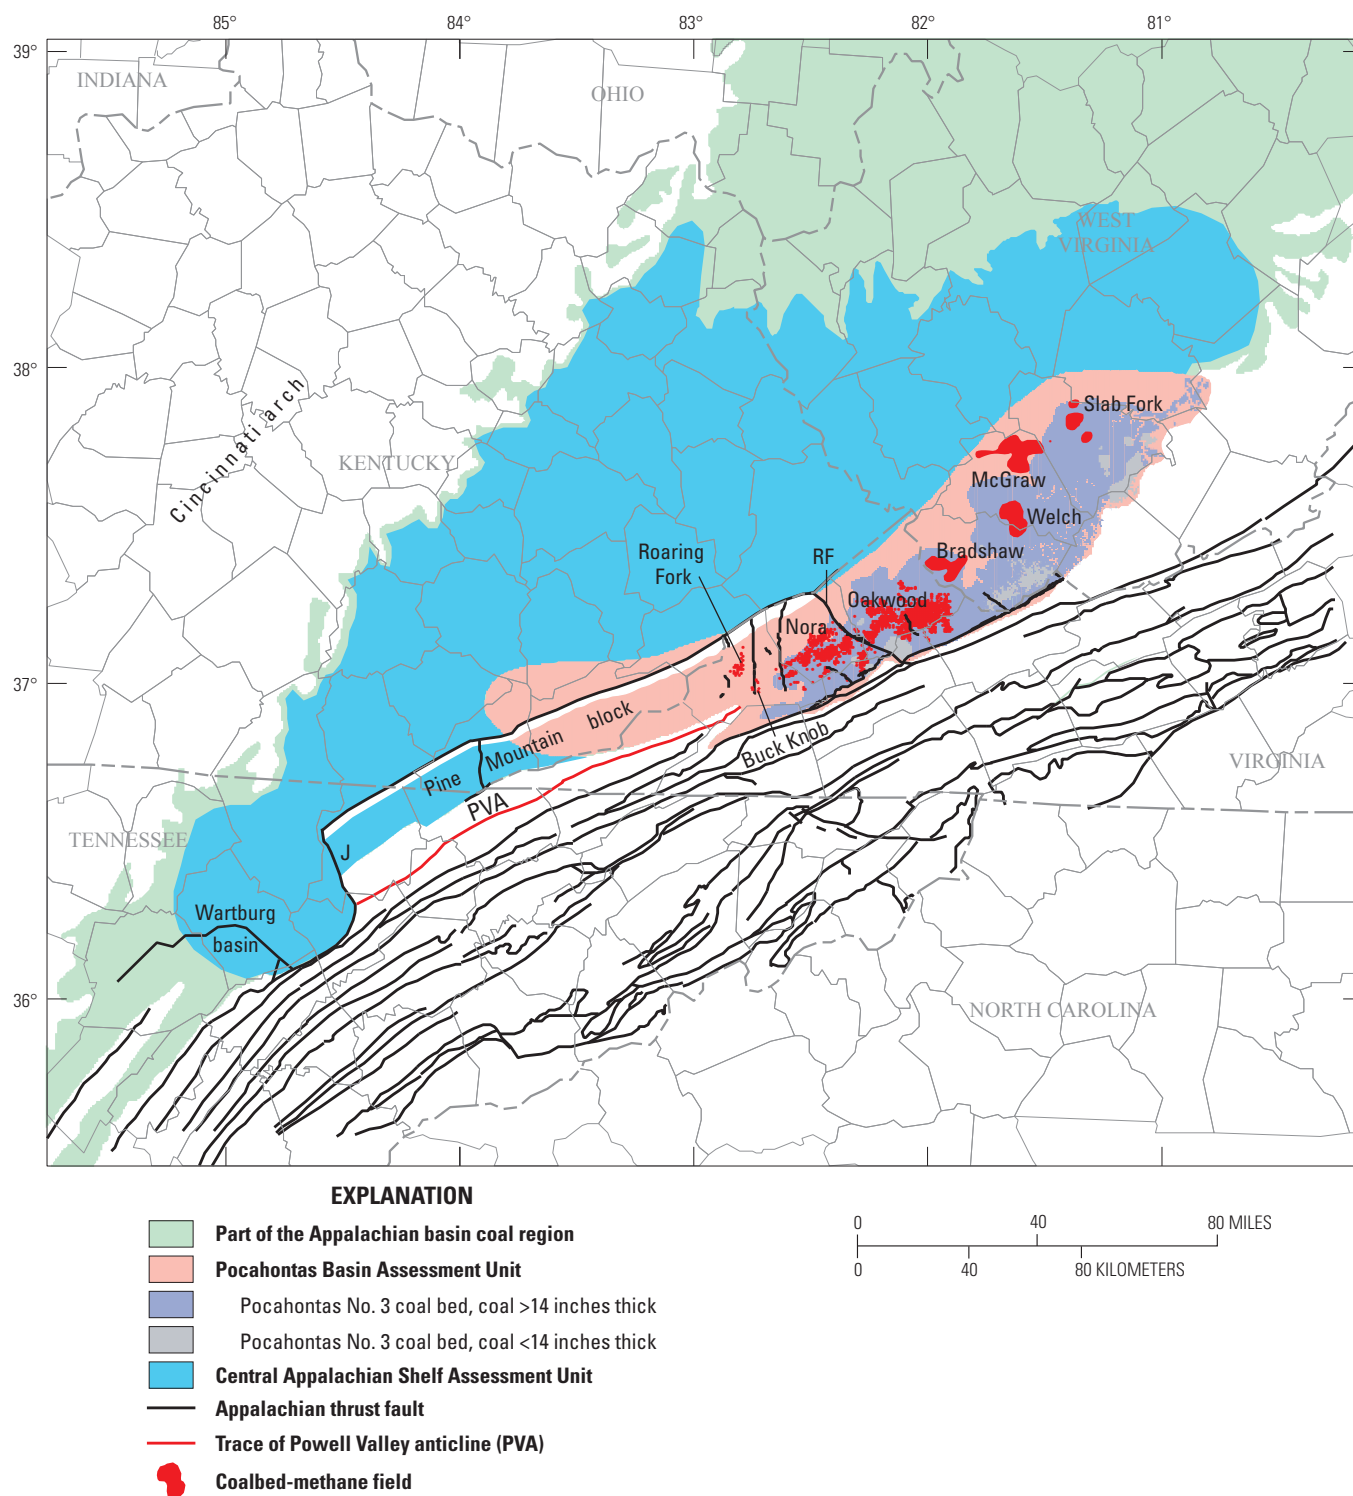 85°
84°
83°
82°
81°
39°
INDIANA
OHIO
WEST
VIRGINIA
38°
Cincinnati arch
KENTUCKY
Slab Fork
McGraw
Welch
Bradshaw
Roaring
Fork
RF
Oakwood
Nora
37°
Pine Mountain block
Buck Knob
VIRGINIA
PVA
TENNESSEE
J
Wartburg
basin
36°
NORTH CAROLINA
EXPLANATION
Part of the Appalachian basin coal region
Pocahontas Basin Assessment Unit
Pocahontas No. 3 coal bed, coal >14 inches thick
Pocahontas No. 3 coal bed, coal <14 inches thick
Central Appalachian Shelf Assessment Unit
Appalachian thrust fault
Trace of Powell Valley anticline (PVA)
Coalbed-methane field
0 40 80 MILES
0 40 80 KILOMETERS